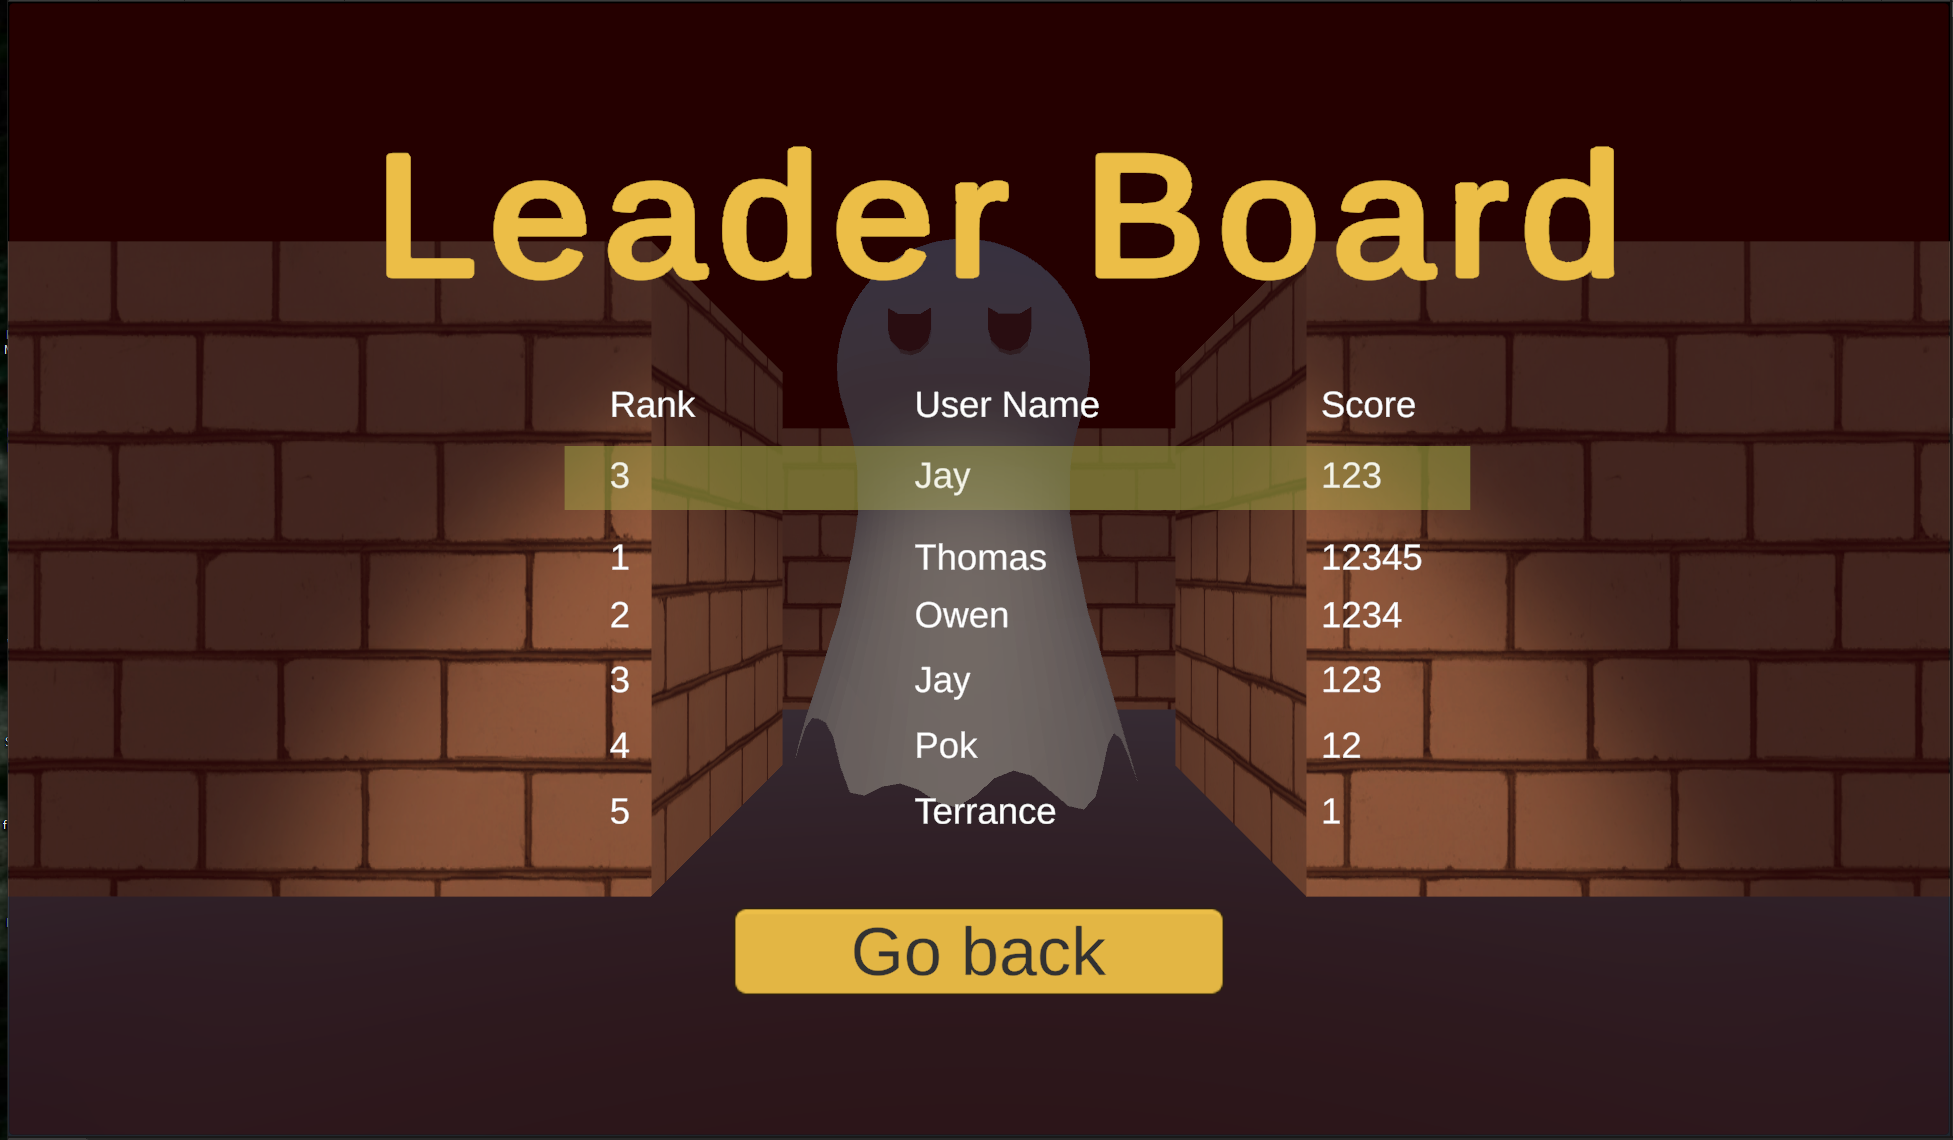 Leader Board
Rank User Name Score
3 Jay 123
1 Thomas 12345
2 Owen 1234
3 Jay 123
4 Pok 12
5 Terrance 1
Go back